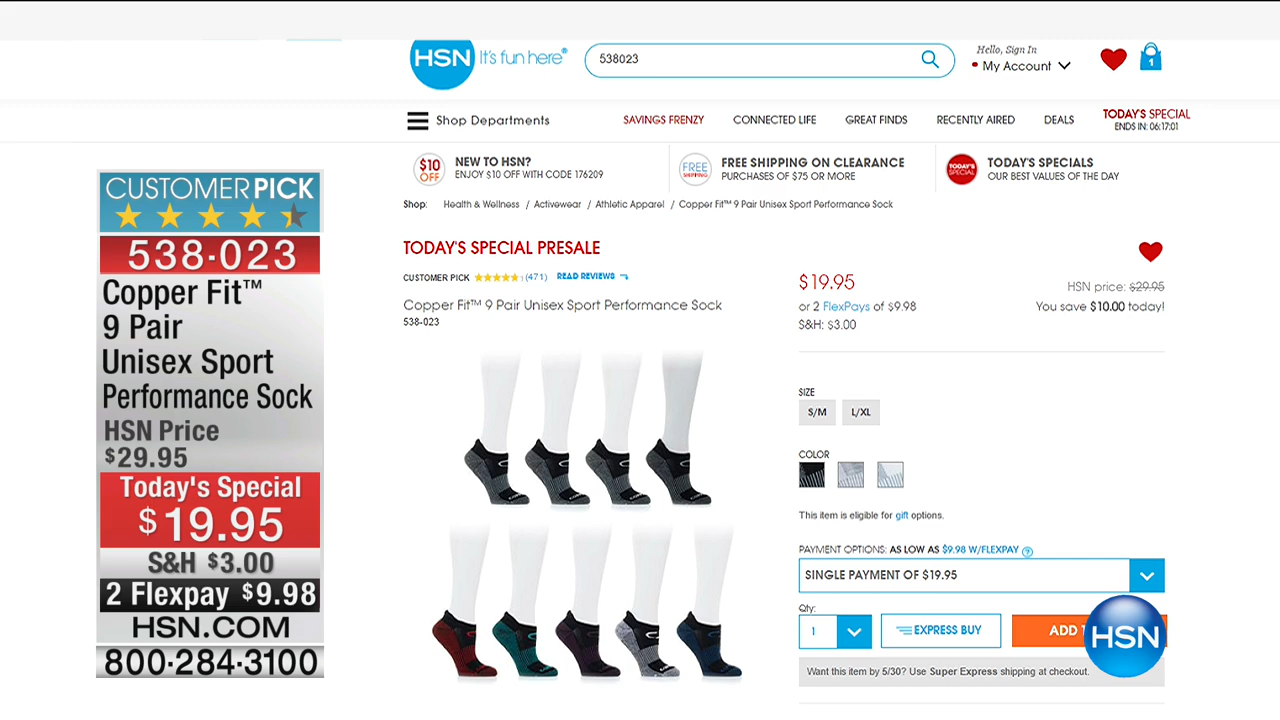 HSN It's fun here®
538023
Hello, Sign In
My Account
1
Shop Departments
SAVINGS FRENZY
CONNECTED LIFE
GREAT FINDS
RECENTLY AIRED
DEALS
TODAY'S SPECIAL
ENDS IN: 06:17:01
$10 OFF
NEW TO HSN?
ENJOY $10 OFF WITH CODE 176209
FREE SHIPPING
FREE SHIPPING ON CLEARANCE
PURCHASES OF $75 OR MORE
TODAY'S SPECIAL
TODAY'S SPECIALS
OUR BEST VALUES OF THE DAY
Shop: Health & Wellness / Activewear / Athletic Apparel / Copper Fit™ 9 Pair Unisex Sport Performance Sock
CUSTOMER PICK
538-023
Copper Fit™
9 Pair
Unisex Sport
Performance Sock
HSN Price
$29.95
Today's Special
$19.95
S&H $3.00
2 Flexpay $9.98
HSN.COM
800-284-3100
TODAY'S SPECIAL PRESALE
CUSTOMER PICK (471) READ REVIEWS
Copper Fit™ 9 Pair Unisex Sport Performance Sock
538-023
$19.95
or 2 FlexPays of $9.98
S&H: $3.00
HSN price: $29.95
You save $10.00 today!
SIZE
S/M L/XL
COLOR
This item is eligible for gift options.
PAYMENT OPTIONS: AS LOW AS $9.98 W/FLEXPAY ?
SINGLE PAYMENT OF $19.95
Qty:
1
EXPRESS BUY
ADD
HSN
Want this item by 5/30? Use Super Express shipping at checkout.